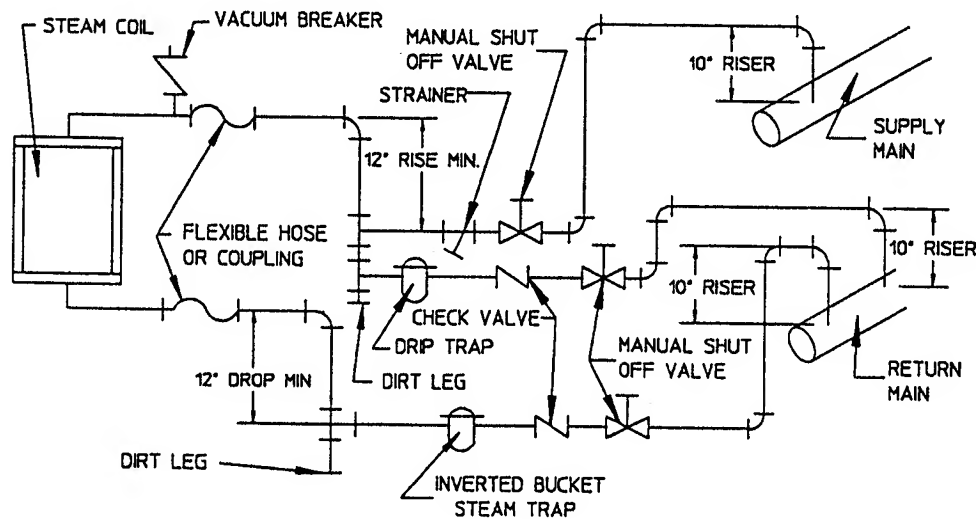 STEAM COIL
VACUUM BREAKER
MANUAL SHUT
OFF VALVE
10" RISER
STRAINER
SUPPLY
MAIN
12" RISE MIN.
FLEXIBLE HOSE
OR COUPLING
10" RISER
10" RISER
CHECK VALVE
DRIP TRAP
MANUAL SHUT
OFF VALVE
RETURN
MAIN
12" DROP MIN
DIRT LEG
DIRT LEG
INVERTED BUCKET
STEAM TRAP